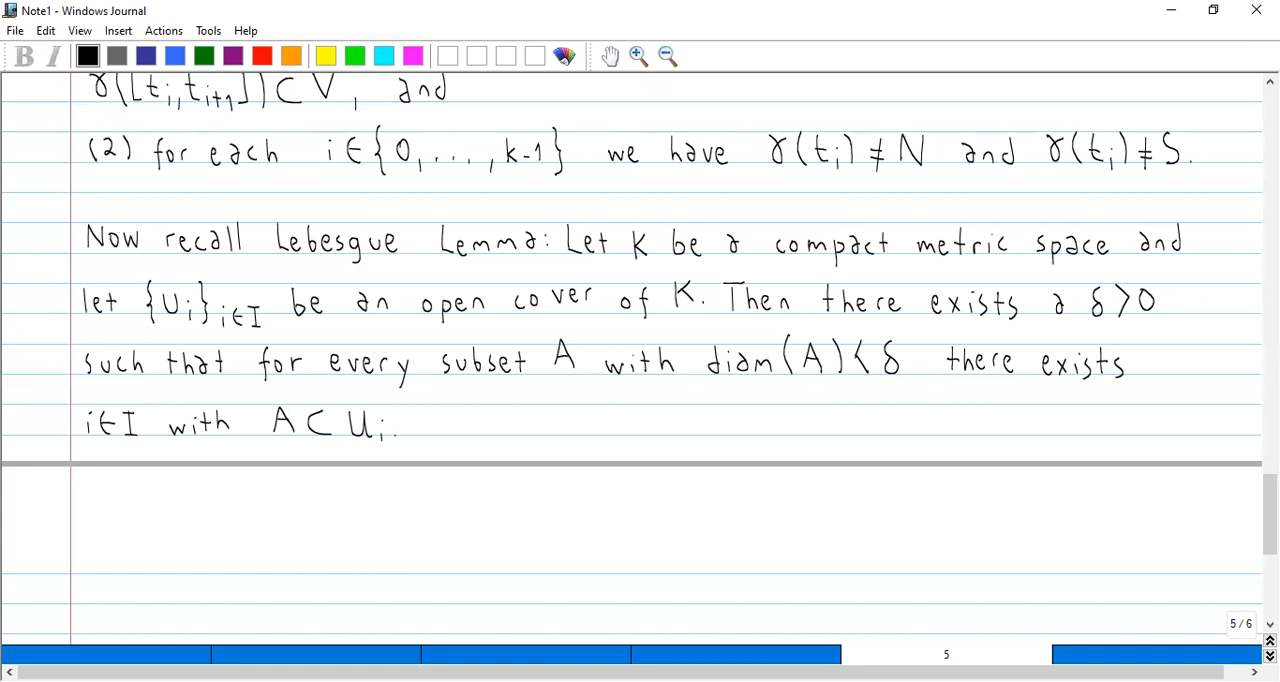 Note1 - Windows Journal
File Edit View Insert Actions Tools Help
B I
γ([t_i, t_{i+1}]) ⊂ V, and
(2) for each i ∈ {0, ..., k-1} we have γ(t_i) ≠ N and γ(t_i) ≠ S.
Now recall Lebesgue Lemma: Let K be a compact metric space and
let {U_i}_{i∈I} be an open cover of K. Then there exists a δ > 0
such that for every subset A with diam(A) < δ there exists
i∈I with A ⊂ U_i.
5 / 6
5